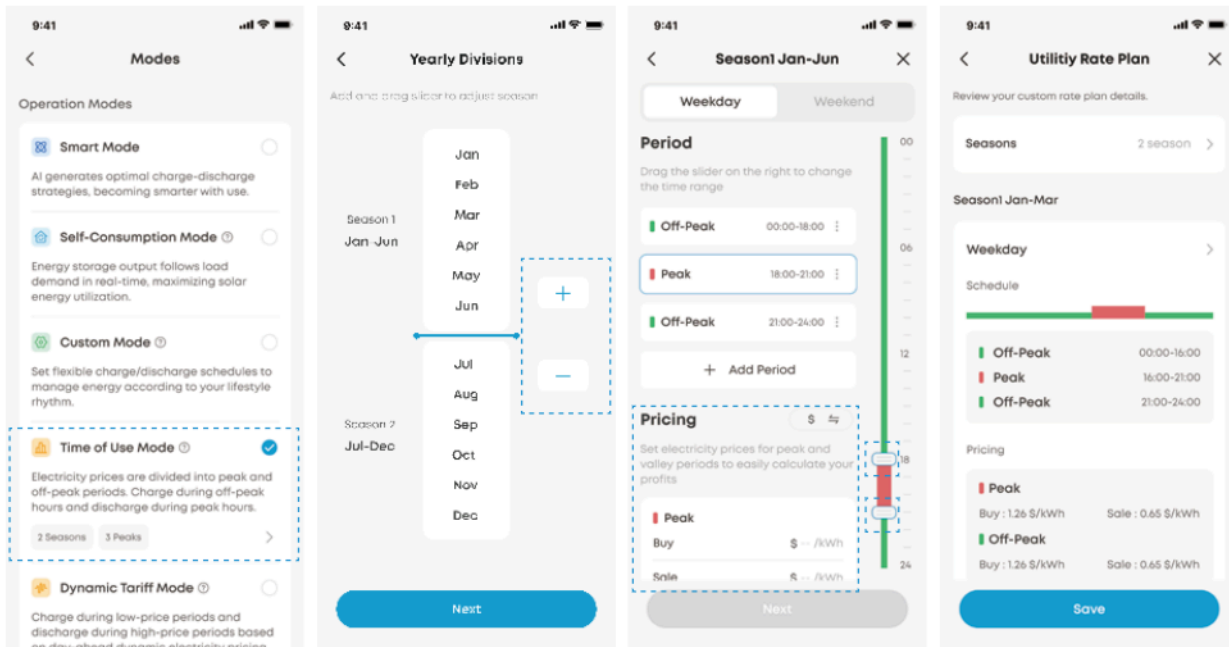 9:41
Modes
Operation Modes
Smart Mode
AI generates optimal charge-discharge
strategies, becoming smarter with use.
Self-Consumption Mode
Energy storage output follows load
demand in real-time, maximizing solar
energy utilization.
Custom Mode
Set flexible charge/discharge schedules to
manage energy according to your lifestyle
rhythm.
Time of Use Mode
Electricity prices are divided into peak and
off-peak periods. Charge during off-peak
hours and discharge during peak hours.
2 Seasons 3 Peaks
Dynamic Tariff Mode
Charge during low-price periods and
discharge during high-price periods based
on day-ahead dynamic electricity pricing
9:41
Yearly Divisions
Add and drag slider to adjust season
Jan
Feb
Mar
Season 1
Jan-Jun
Apr
May
Jun
+
Jul
Aug
−
Sep
Season 2
Jul-Dec
Oct
Nov
Dec
Next
9:41
Season1 Jan-Jun
Weekday Weekend
Period
Drag the slider on the right to change
the time range
Off-Peak 00:00-18:00
Peak 18:00-21:00
Off-Peak 21:00-24:00
+ Add Period
Pricing $
Set electricity prices for peak and
valley periods to easily calculate your
profits
Peak
Buy $ -- /kWh
Sale $ -- /kWh
00
06
12
18
24
Next
9:41
Utilitiy Rate Plan
Review your custom rate plan details.
Seasons 2 season
Season1 Jan-Mar
Weekday
Schedule
Off-Peak 00:00-16:00
Peak 16:00-21:00
Off-Peak 21:00-24:00
Pricing
Peak
Buy : 1.26 $/kWh Sale : 0.65 $/kWh
Off-Peak
Buy : 1.26 $/kWh Sale : 0.65 $/kWh
Save